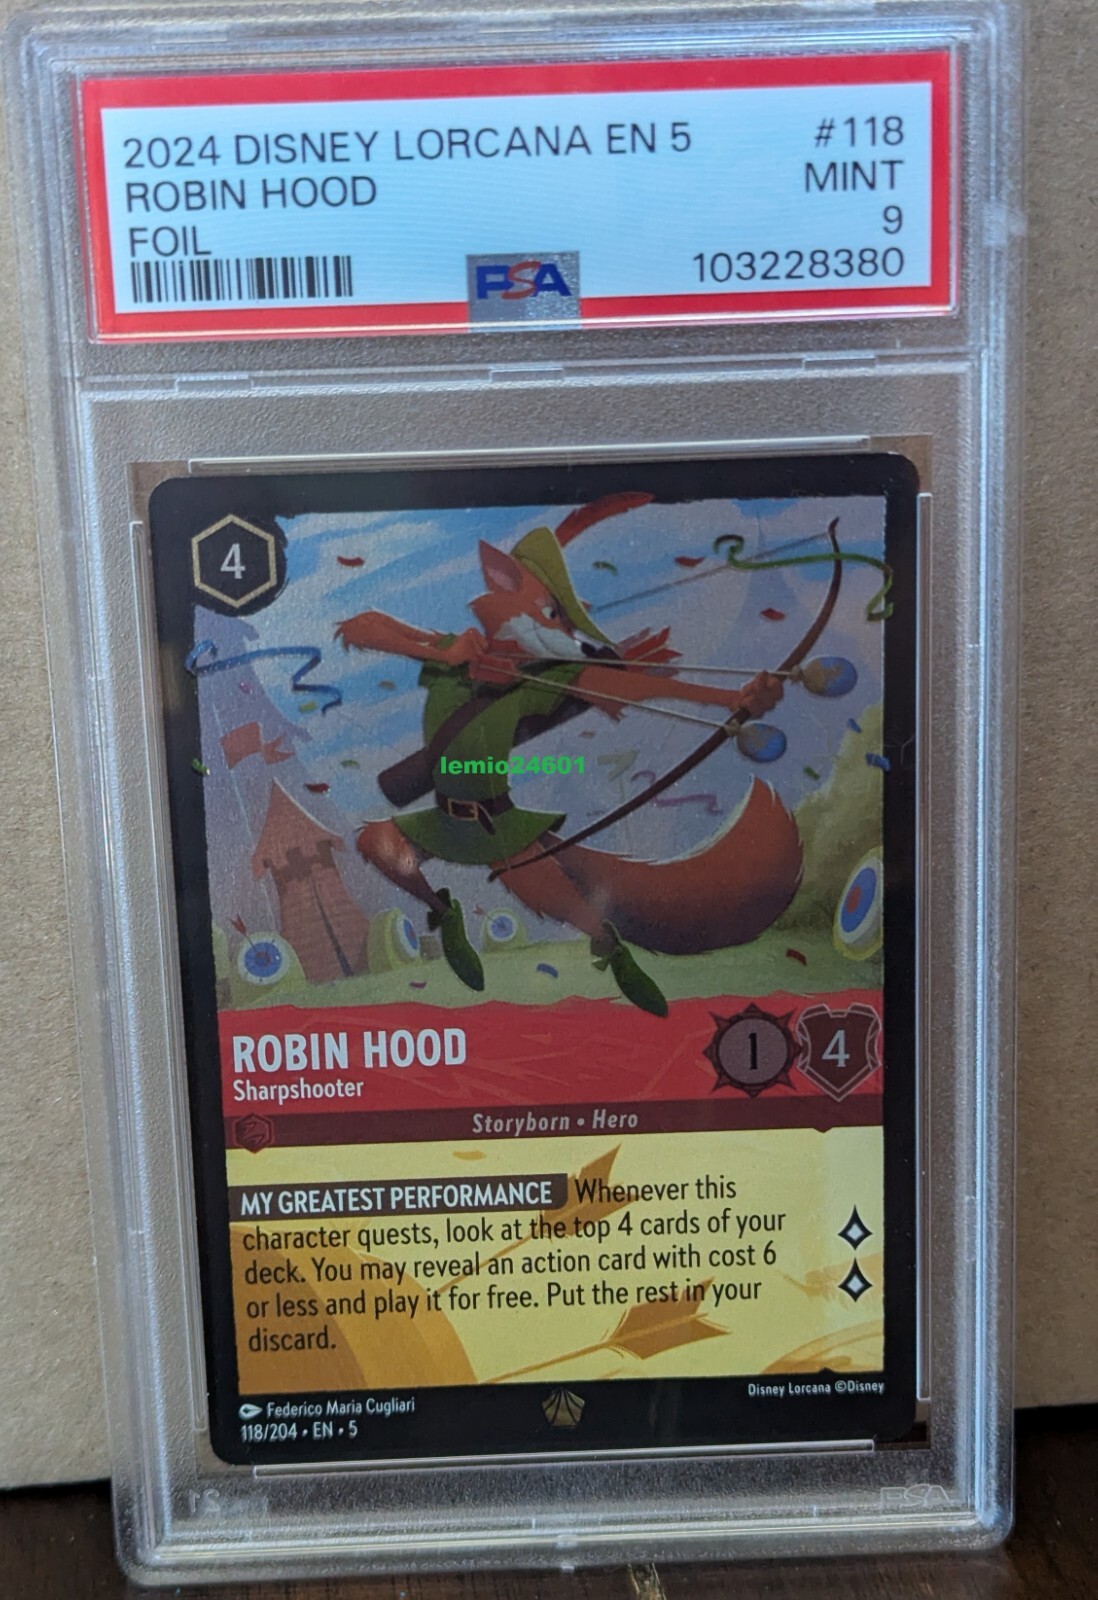 2024 DISNEY LORCANA EN 5 #118
ROBIN HOOD MINT
FOIL 9
PSA 103228380
4
lemio24601
ROBIN HOOD 1 4
Sharpshooter
Storyborn • Hero
MY GREATEST PERFORMANCE Whenever this
character quests, look at the top 4 cards of your
deck. You may reveal an action card with cost 6
or less and play it for free. Put the rest in your
discard.
Disney Lorcana ©Disney
Federico Maria Cugliari
118/204 • EN • 5
PSA